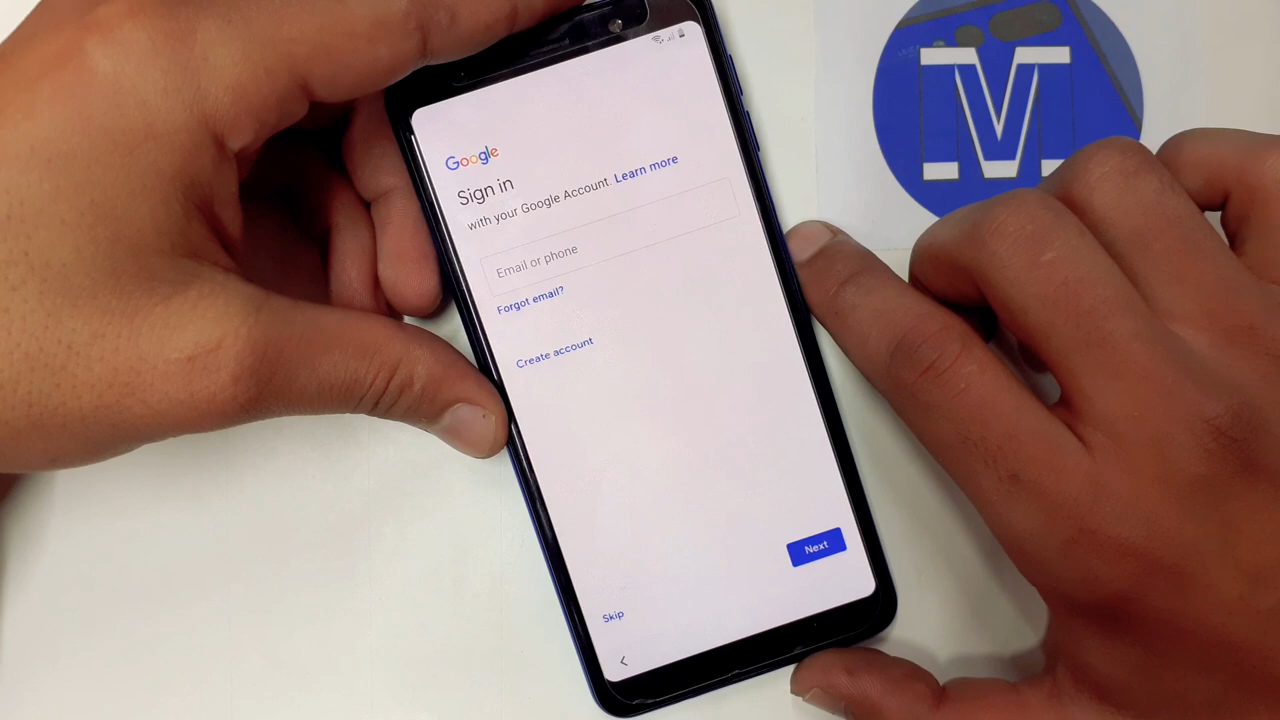 Google
Sign in
with your Google Account. Learn more
Email or phone
Forgot email?
Create account
Next
Skip
M